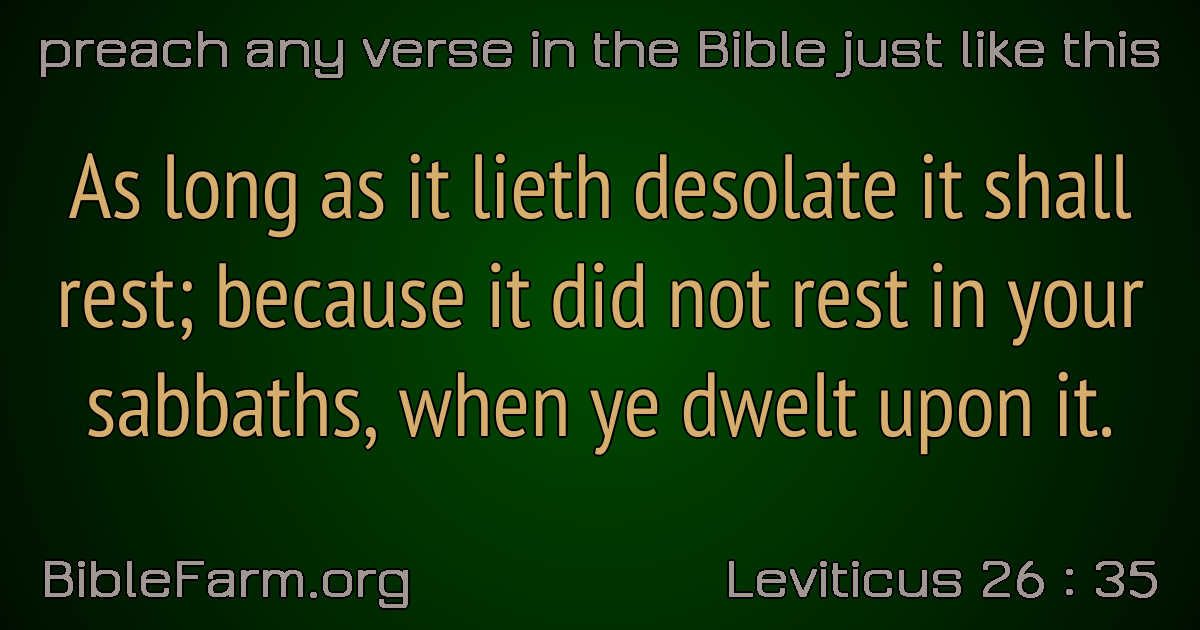 preach any verse in the Bible just like this
As long as it lieth desolate it shall
rest; because it did not rest in your
sabbaths, when ye dwelt upon it.
BibleFarm.org
Leviticus 26 : 35